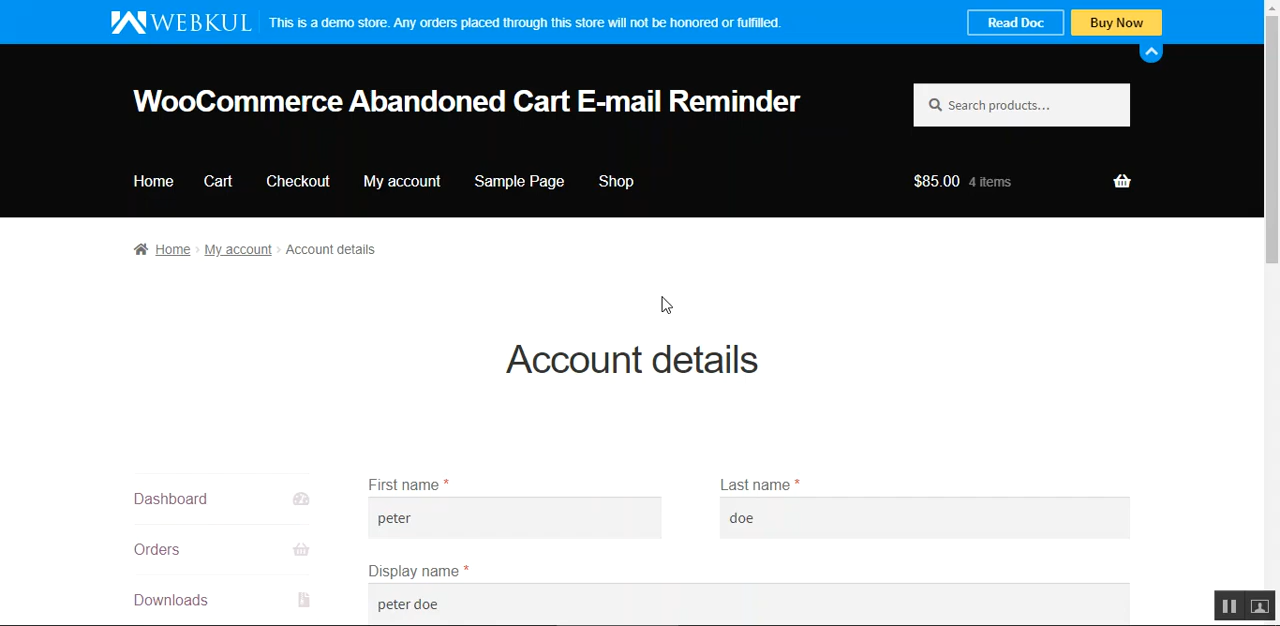 WEBKUL This is a demo store. Any orders placed through this store will not be honored or fulfilled. Read Doc Buy Now
WooCommerce Abandoned Cart E-mail Reminder
Search products...
Home Cart Checkout My account Sample Page Shop $85.00 4 items
Home › My account › Account details
Account details
First name * Last name *
Dashboard
peter doe
Orders
Display name *
Downloads
peter doe